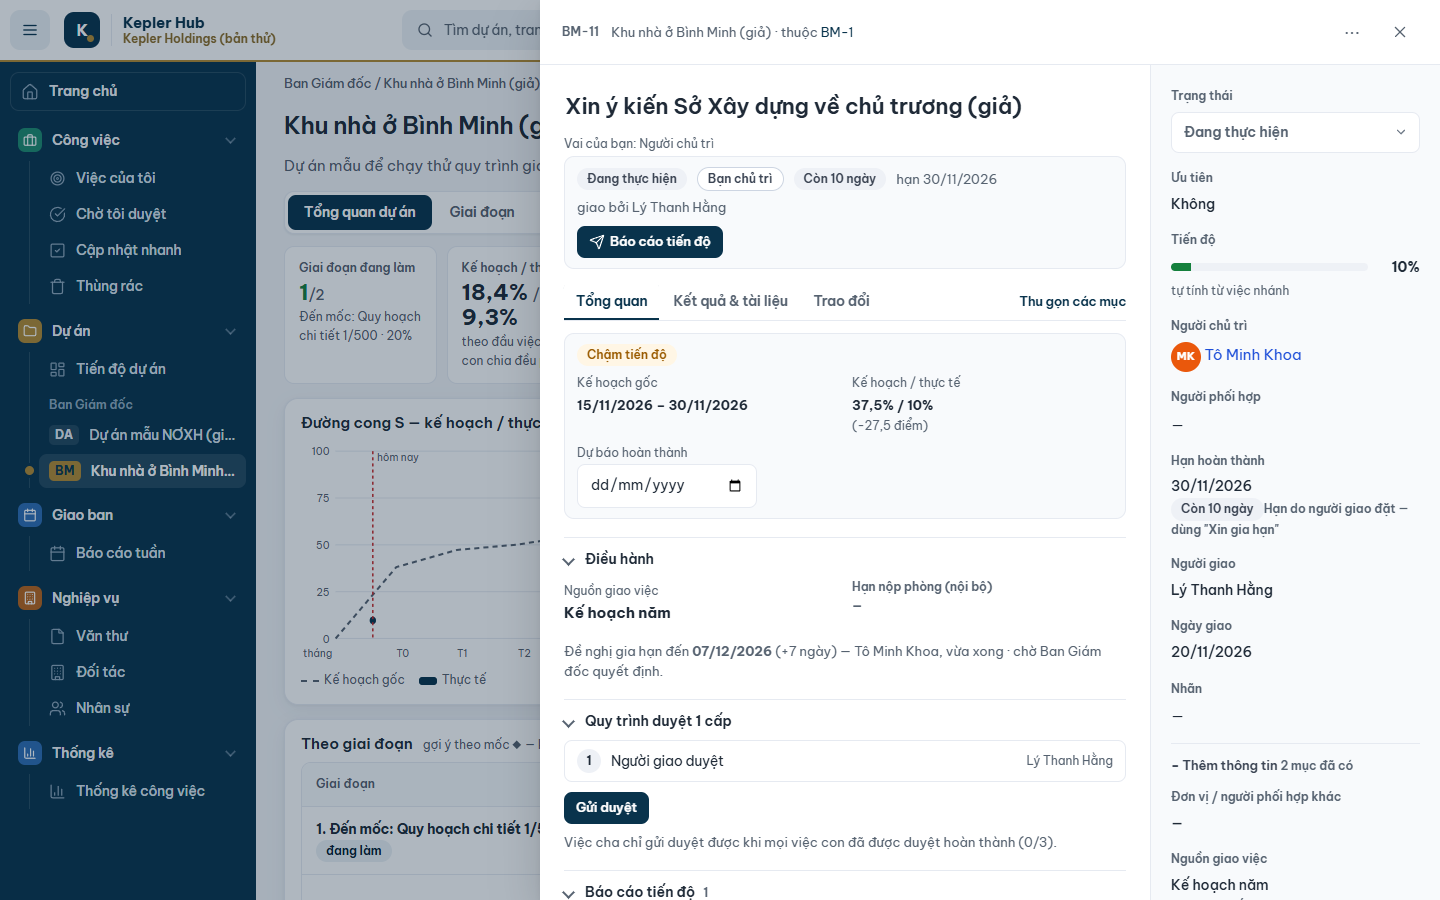 Kepler Hub
Kepler Holdings (bản thử)
K
Tìm dự án, tran
Trang chủ
Công việc
Việc của tôi
Chờ tôi duyệt
Cập nhật nhanh
Thùng rác
Dự án
Tiến độ dự án
Ban Giám đốc
DA Dự án mẫu NƠXH (gi...
BM Khu nhà ở Bình Minh...
Giao ban
Báo cáo tuần
Nghiệp vụ
Văn thư
Đối tác
Nhân sự
Thống kê
Thống kê công việc
Ban Giám đốc / Khu nhà ở Bình Minh (giả)
Khu nhà ở Bình Minh (g
Dự án mẫu để chạy thử quy trình giao
Tổng quan dự án
Giai đoạn
Giai đoạn đang làm
1/2
Đến mốc: Quy hoạch
chi tiết 1/500 · 20%
Kế hoạch / th
18,4% /
9,3%
theo đầu việc
con chia đều
Đường cong S — kế hoạch / thực
100
hôm nay
75
50
25
0
tháng T0 T1 T2
Kế hoạch gốc Thực tế
Theo giai đoạn gợi ý theo mốc ◆ —
Giai đoạn
1. Đến mốc: Quy hoạch chi tiết 1/5
đang làm
BM-11 Khu nhà ở Bình Minh (giả) · thuộc BM-1
Xin ý kiến Sở Xây dựng về chủ trương (giả)
Vai của bạn: Người chủ trì
Đang thực hiện Bạn chủ trì Còn 10 ngày hạn 30/11/2026
giao bởi Lý Thanh Hằng
Báo cáo tiến độ
Tổng quan Kết quả & tài liệu Trao đổi Thu gọn các mục
Chậm tiến độ
Kế hoạch gốc
15/11/2026 – 30/11/2026
Kế hoạch / thực tế
37,5% / 10%
(-27,5 điểm)
Dự báo hoàn thành
dd/mm/yyyy
Điều hành
Nguồn giao việc
Kế hoạch năm
Hạn nộp phòng (nội bộ)
—
Đề nghị gia hạn đến 07/12/2026 (+7 ngày) — Tô Minh Khoa, vừa xong · chờ Ban Giám
đốc quyết định.
Quy trình duyệt 1 cấp
1 Người giao duyệt Lý Thanh Hằng
Gửi duyệt
Việc cha chỉ gửi duyệt được khi mọi việc con đã được duyệt hoàn thành (0/3).
Báo cáo tiến độ 1
Trạng thái
Đang thực hiện
Ưu tiên
Không
Tiến độ
10%
tự tính từ việc nhánh
Người chủ trì
MK Tô Minh Khoa
Người phối hợp
—
Hạn hoàn thành
30/11/2026
Còn 10 ngày Hạn do người giao đặt —
dùng "Xin gia hạn"
Người giao
Lý Thanh Hằng
Ngày giao
20/11/2026
Nhãn
—
– Thêm thông tin 2 mục đã có
Đơn vị / người phối hợp khác
—
Nguồn giao việc
Kế hoạch năm